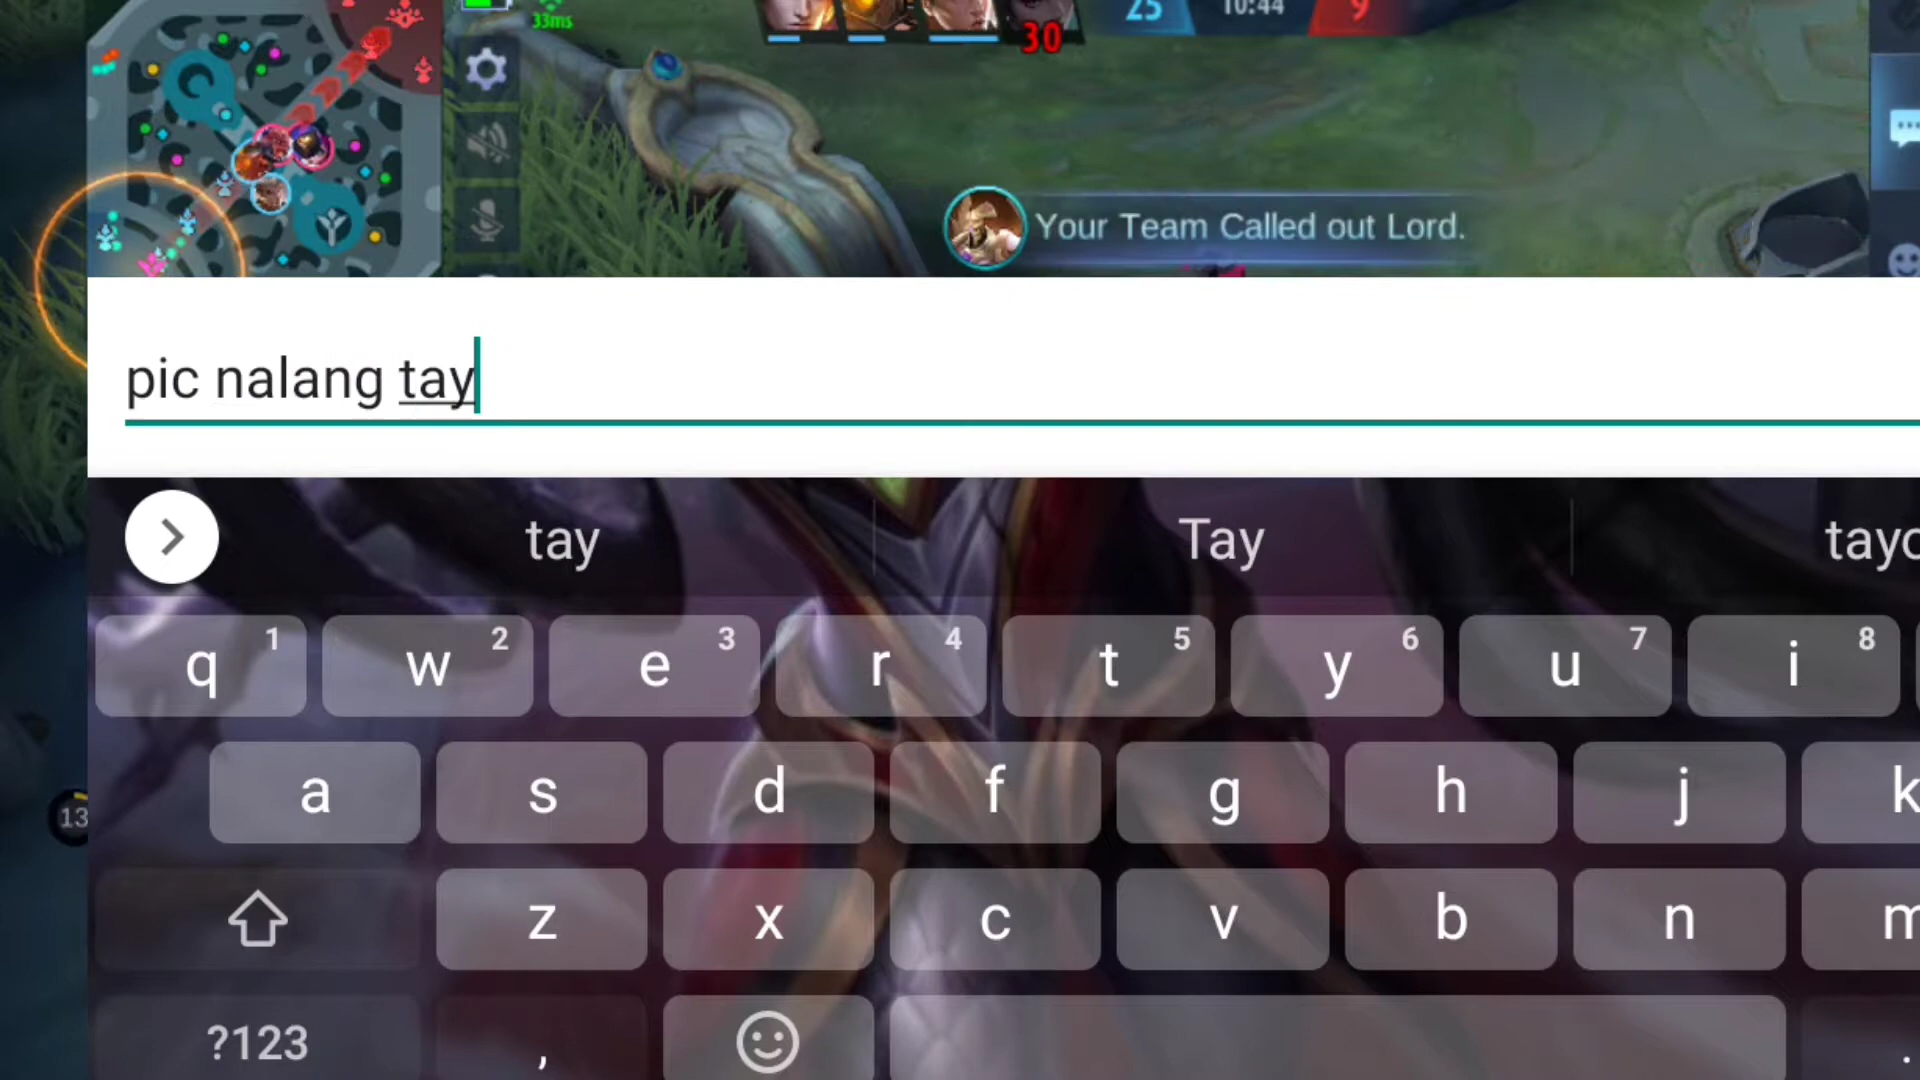 33ms
30
25
10:44
9
Your Team Called out Lord.
pic nalang tay
tay
Tay
q 1 w 2 e 3 r 4 t 5 y 6 u 7 i 8
a s d f g h j k
13
z x c v b n m
?123 , .